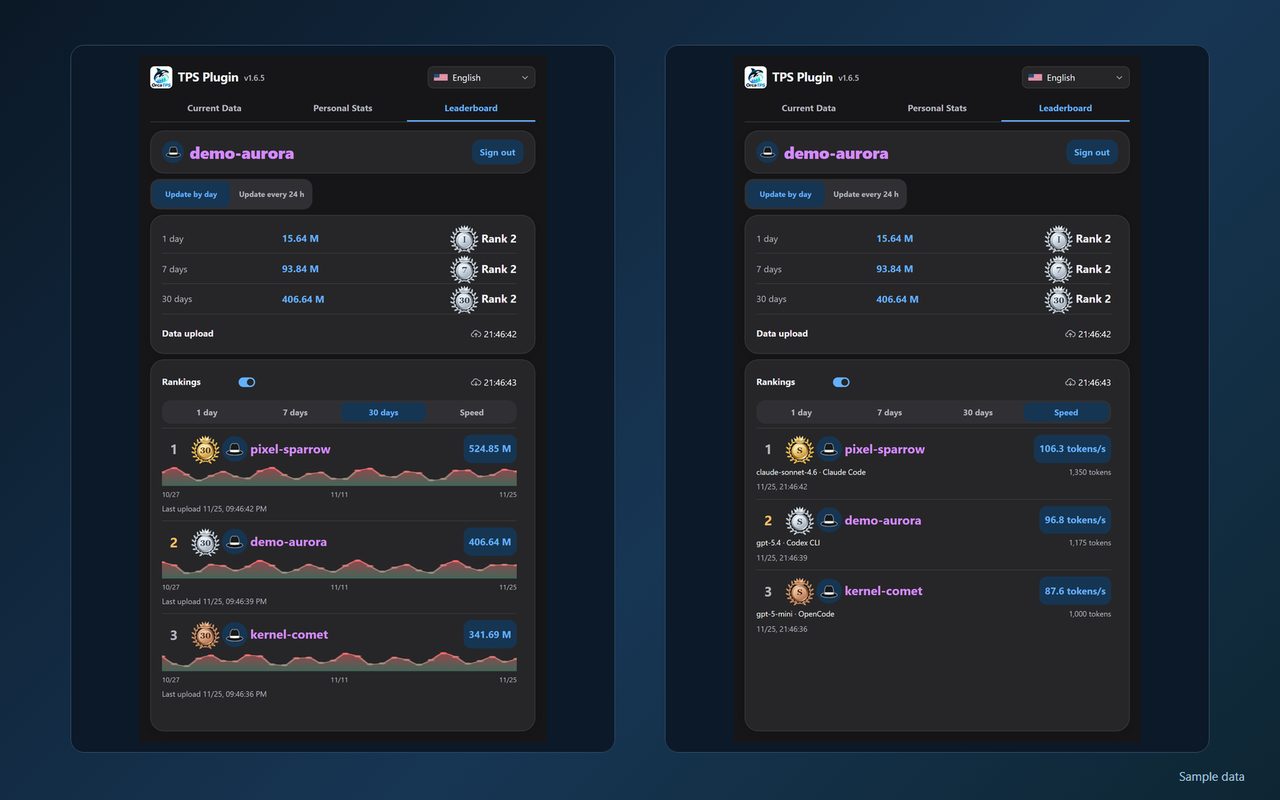 OrcaTPS TPS Plugin v1.6.5 English
Current Data Personal Stats Leaderboard
demo-aurora Sign out
Update by day Update every 24 h
1 day 15.64 M 1 Rank 2
7 days 93.84 M 7 Rank 2
30 days 406.64 M 30 Rank 2
Data upload 21:46:42
Rankings 21:46:43
1 day 7 days 30 days Speed
1 30 pixel-sparrow 524.85 M
10/27 11/11 11/25
Last upload 11/25, 09:46:42 PM
2 30 demo-aurora 406.64 M
10/27 11/11 11/25
Last upload 11/25, 09:46:39 PM
3 30 kernel-comet 341.69 M
10/27 11/11 11/25
Last upload 11/25, 09:46:36 PM
OrcaTPS TPS Plugin v1.6.5 English
Current Data Personal Stats Leaderboard
demo-aurora Sign out
Update by day Update every 24 h
1 day 15.64 M 1 Rank 2
7 days 93.84 M 7 Rank 2
30 days 406.64 M 30 Rank 2
Data upload 21:46:42
Rankings 21:46:43
1 day 7 days 30 days Speed
1 S pixel-sparrow 106.3 tokens/s
claude-sonnet-4.6 · Claude Code 1,350 tokens
11/25, 21:46:42
2 S demo-aurora 96.8 tokens/s
gpt-5.4 · Codex CLI 1,175 tokens
11/25, 21:46:39
3 S kernel-comet 87.6 tokens/s
gpt-5-mini · OpenCode 1,000 tokens
11/25, 21:46:36
Sample data